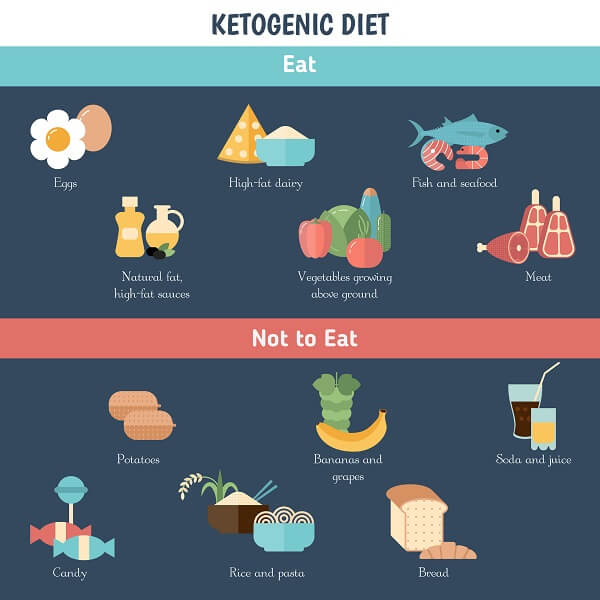 KETOGENIC DIET
Eat
Eggs
High-fat dairy
Fish and seafood
Natural fat,
high-fat sauces
Vegetables growing
above ground
Meat
Not to Eat
Potatoes
Bananas and
grapes
Soda and juice
Candy
Rice and pasta
Bread